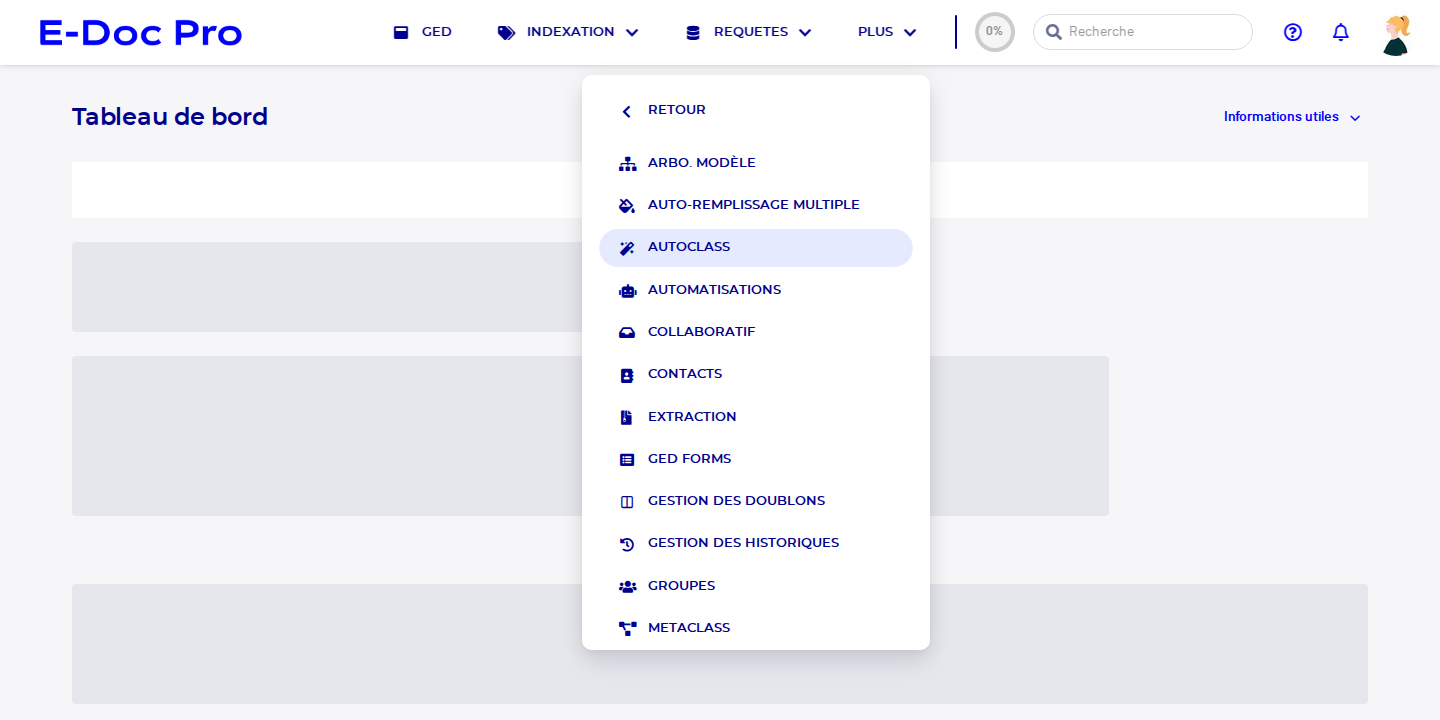 E-Doc Pro
GED
INDEXATION
REQUETES
PLUS
0%
Recherche
Tableau de bord
Informations utiles
RETOUR
ARBO. MODÈLE
AUTO-REMPLISSAGE MULTIPLE
AUTOCLASS
AUTOMATISATIONS
COLLABORATIF
CONTACTS
EXTRACTION
GED FORMS
GESTION DES DOUBLONS
GESTION DES HISTORIQUES
GROUPES
METACLASS